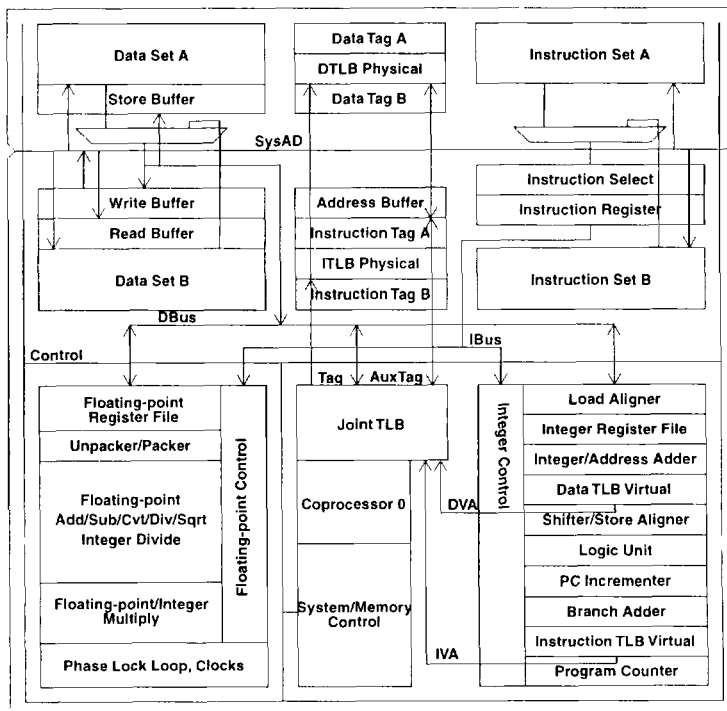 Data Set A
Store Buffer
Data Tag A
DTLB Physical
Data Tag B
Instruction Set A
SysAD
Write Buffer
Read Buffer
Data Set B
Address Buffer
Instruction Tag A
ITLB Physical
Instruction Tag B
Instruction Select
Instruction Register
Instruction Set B
DBus
IBus
Control
Tag
AuxTag
Floating-point
Register File
Unpacker/Packer
Floating-point
Add/Sub/Cvt/Div/Sqrt
Integer Divide
Floating-point/Integer
Multiply
Floating-point Control
Phase Lock Loop, Clocks
Joint TLB
Coprocessor 0
System/Memory
Control
DVA
IVA
Integer Control
Load Aligner
Integer Register File
Integer/Address Adder
Data TLB Virtual
Shifter/Store Aligner
Logic Unit
PC Incrementer
Branch Adder
Instruction TLB Virtual
Program Counter